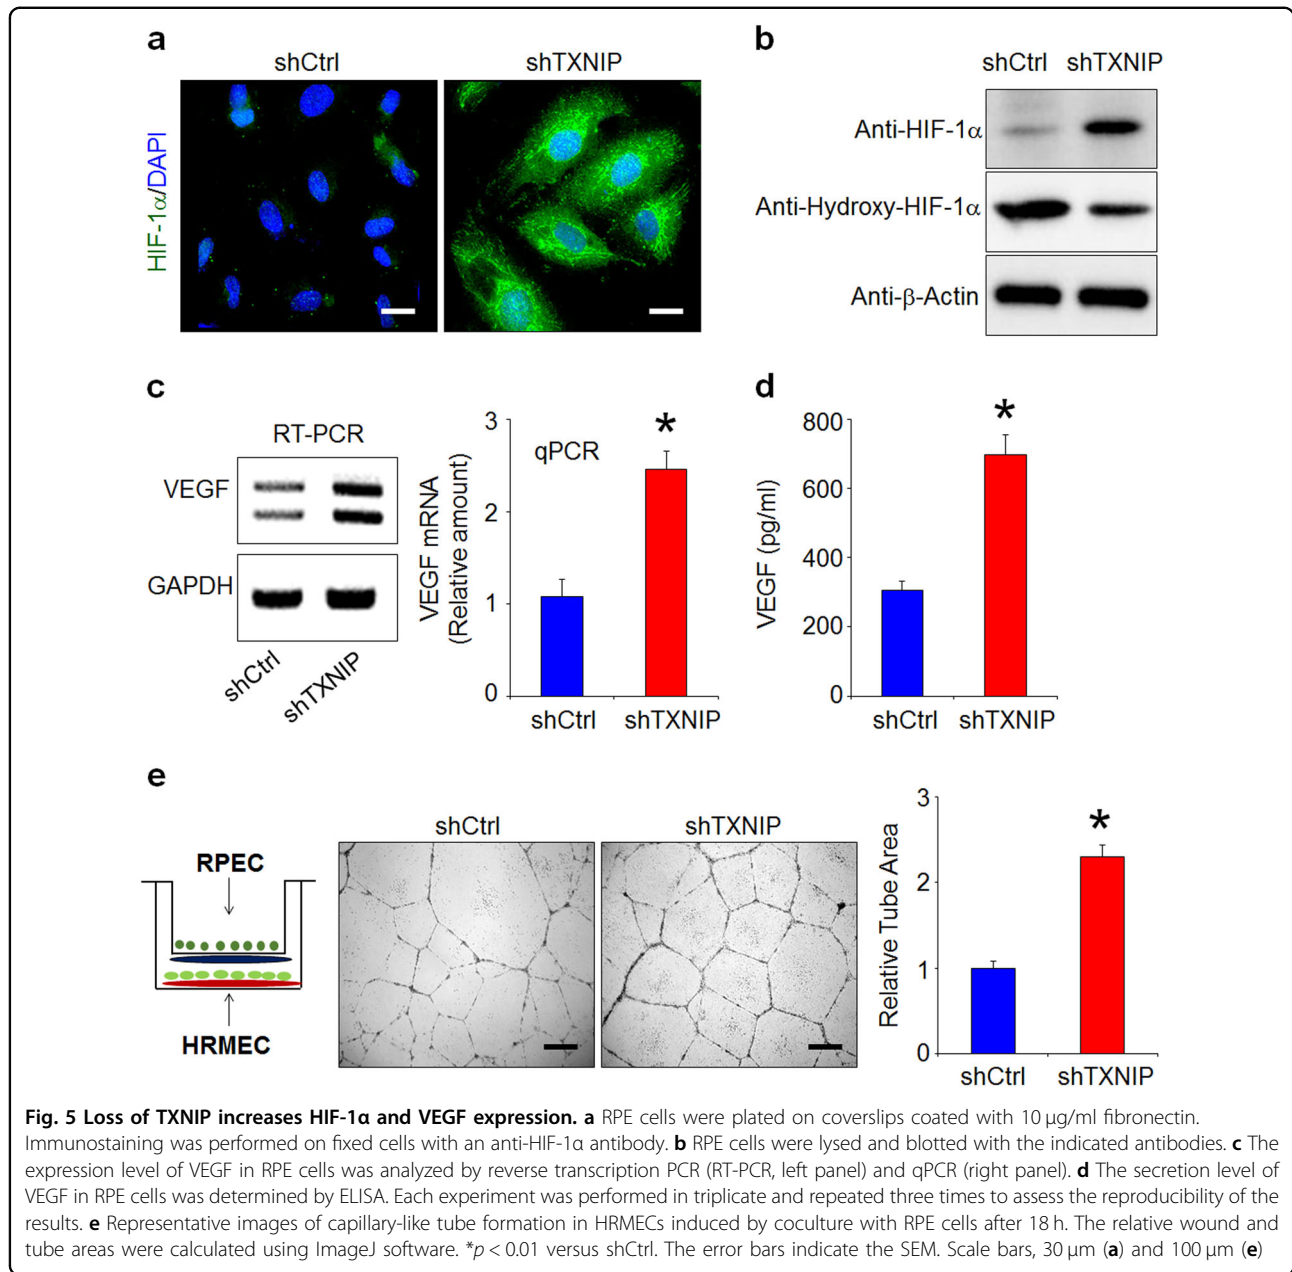 a
shCtrl
shTXNIP
HIF-1α/DAPI
b
shCtrl shTXNIP
Anti-HIF-1α
Anti-Hydroxy-HIF-1α
Anti-β-Actin
c
RT-PCR
VEGF
GAPDH
shCtrl
shTXNIP
VEGF mRNA
(Relative amount)
3
2
1
0
qPCR
*
shCtrl shTXNIP
d
VEGF (pg/ml)
800
600
400
200
0
*
shCtrl shTXNIP
e
RPEC
HRMEC
shCtrl
shTXNIP
Relative Tube Area
3
2
1
0
*
shCtrl shTXNIP
Fig. 5 Loss of TXNIP increases HIF-1α and VEGF expression. a RPE cells were plated on coverslips coated with 10 µg/ml fibronectin.
Immunostaining was performed on fixed cells with an anti-HIF-1α antibody. b RPE cells were lysed and blotted with the indicated antibodies. c The
expression level of VEGF in RPE cells was analyzed by reverse transcription PCR (RT-PCR, left panel) and qPCR (right panel). d The secretion level of
VEGF in RPE cells was determined by ELISA. Each experiment was performed in triplicate and repeated three times to assess the reproducibility of the
results. e Representative images of capillary-like tube formation in HRMECs induced by coculture with RPE cells after 18 h. The relative wound and
tube areas were calculated using ImageJ software. *p < 0.01 versus shCtrl. The error bars indicate the SEM. Scale bars, 30 µm (a) and 100 µm (e)